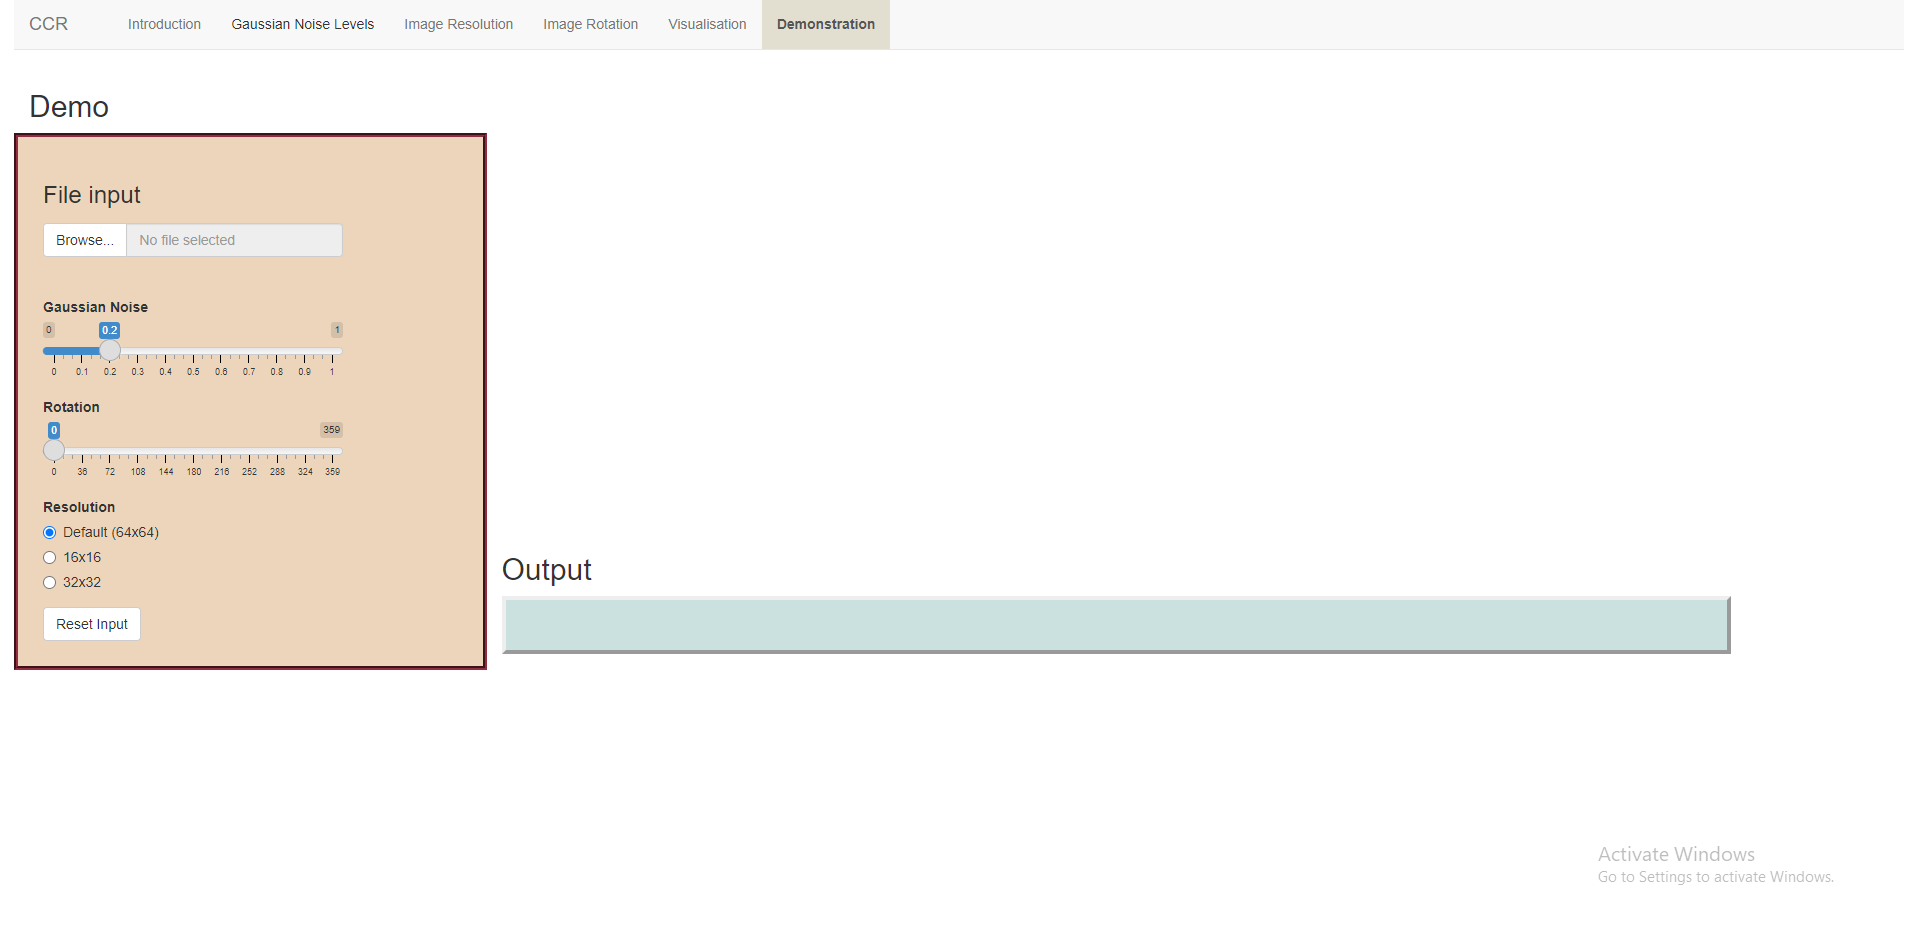 CCR Introduction Gaussian Noise Levels Image Resolution Image Rotation Visualisation Demonstration
Demo
File input
Browse... No file selected
Gaussian Noise
0 0.2 1
0 0.1 0.2 0.3 0.4 0.5 0.6 0.7 0.8 0.9 1
Rotation
0 359
0 36 72 108 144 180 216 252 288 324 359
Resolution
Default (64x64)
16x16
32x32
Reset Input
Output
Activate Windows
Go to Settings to activate Windows.